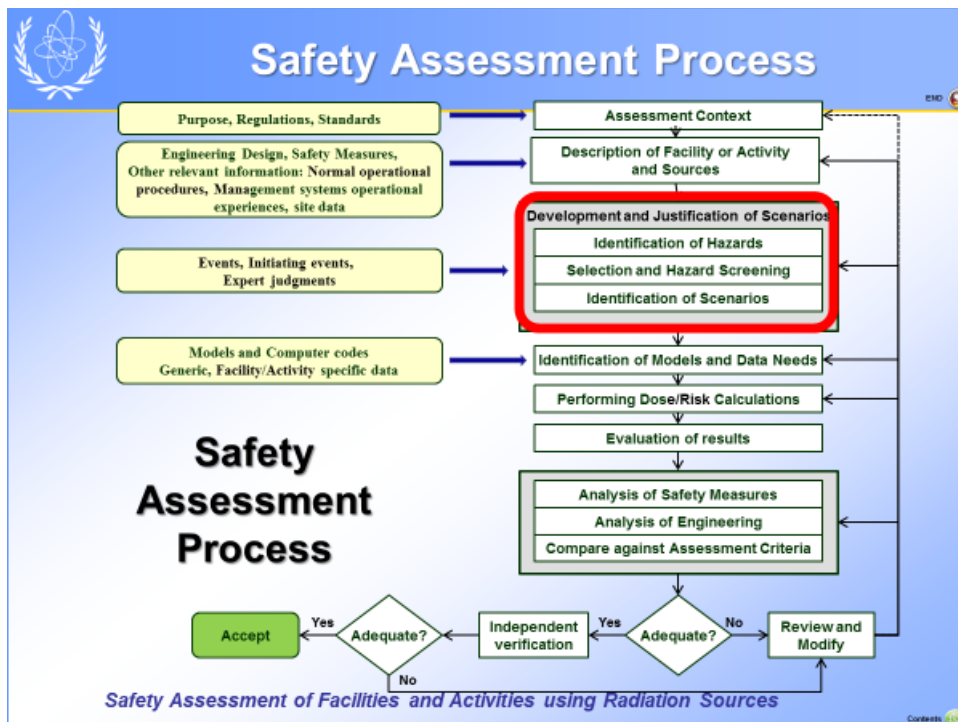 Safety Assessment Process
END
Purpose, Regulations, Standards
Assessment Context
Engineering Design, Safety Measures,
Other relevant information: Normal operational
procedures, Management systems operational
experiences, site data
Description of Facility or Activity
and Sources
Development and Justification of Scenarios
Identification of Hazards
Selection and Hazard Screening
Identification of Scenarios
Events, Initiating events,
Expert judgments
Models and Computer codes
Generic, Facility/Activity specific data
Identification of Models and Data Needs
Performing Dose/Risk Calculations
Evaluation of results
Safety
Assessment
Process
Analysis of Safety Measures
Analysis of Engineering
Compare against Assessment Criteria
Accept
Yes
Adequate?
No
Independent
verification
Yes
Adequate?
No
Review and
Modify
Safety Assessment of Facilities and Activities using Radiation Sources
Contents